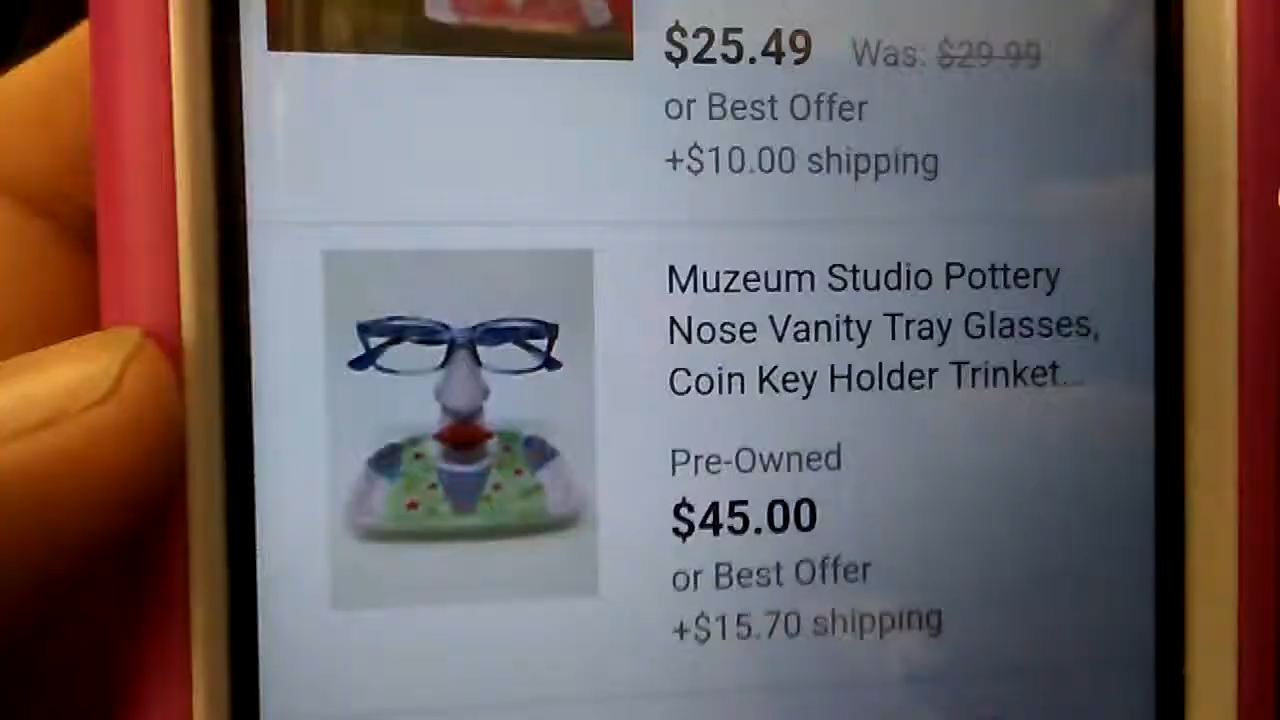 $25.49 Was: $29.99
or Best Offer
+$10.00 shipping
Muzeum Studio Pottery
Nose Vanity Tray Glasses,
Coin Key Holder Trinket...
Pre-Owned
$45.00
or Best Offer
+$15.70 shipping